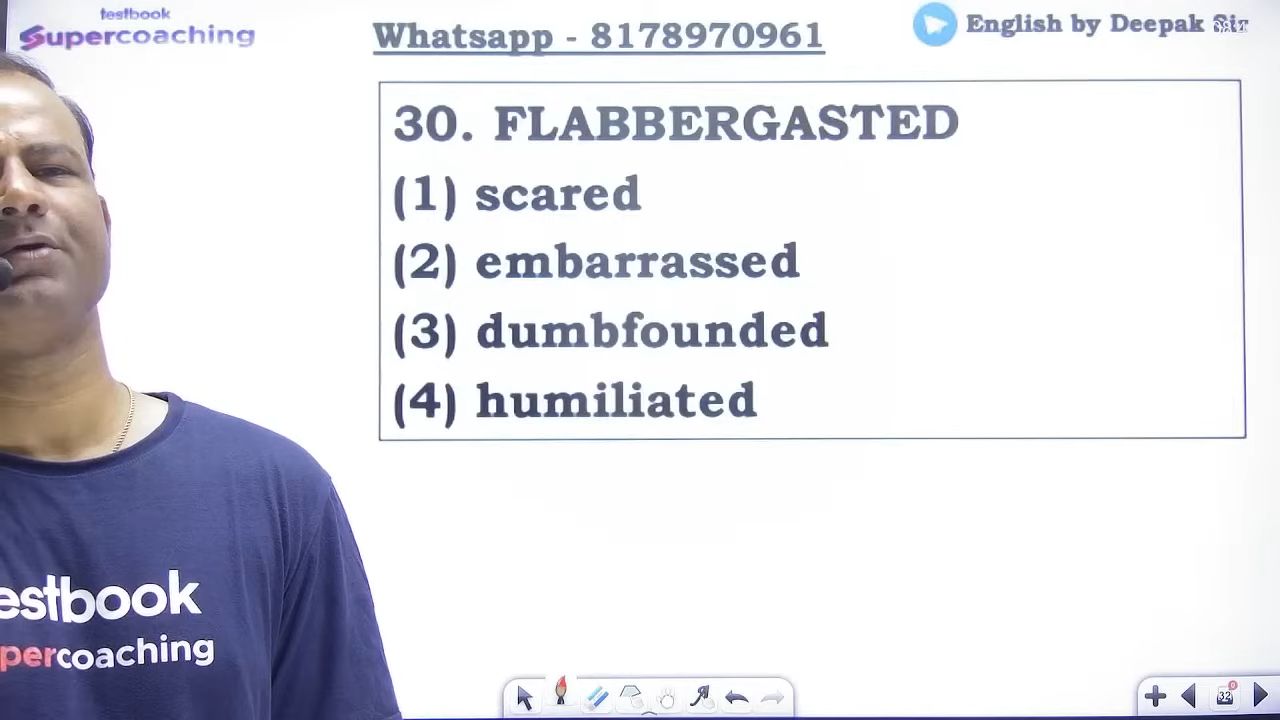 testbook
Supercoaching
Whatsapp - 8178970961
English by Deepak Sir
30. FLABBERGASTED
(1) scared
(2) embarrassed
(3) dumbfounded
(4) humiliated
estbook
percoaching
32